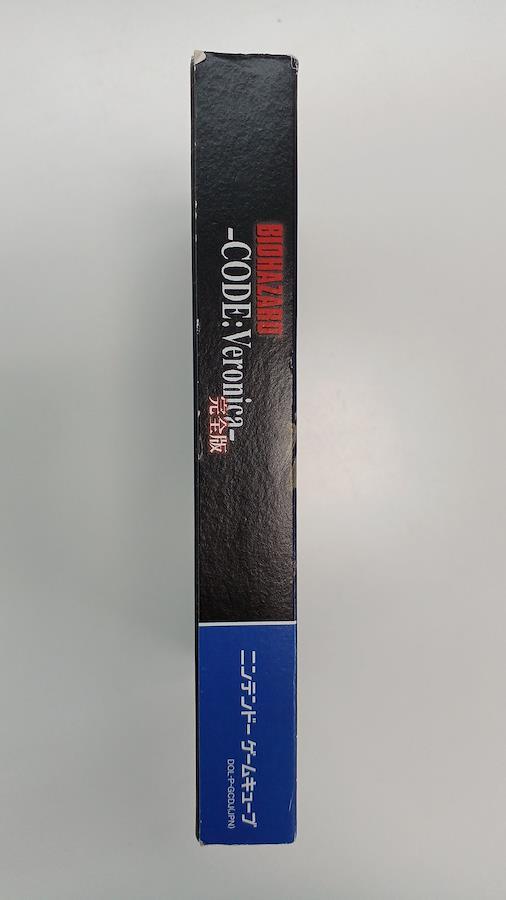 BIOHAZARD
-CODE:Veronica-
完全版
ニンテンドー ゲームキューブ
DOL-P-GCDJ(JPN)